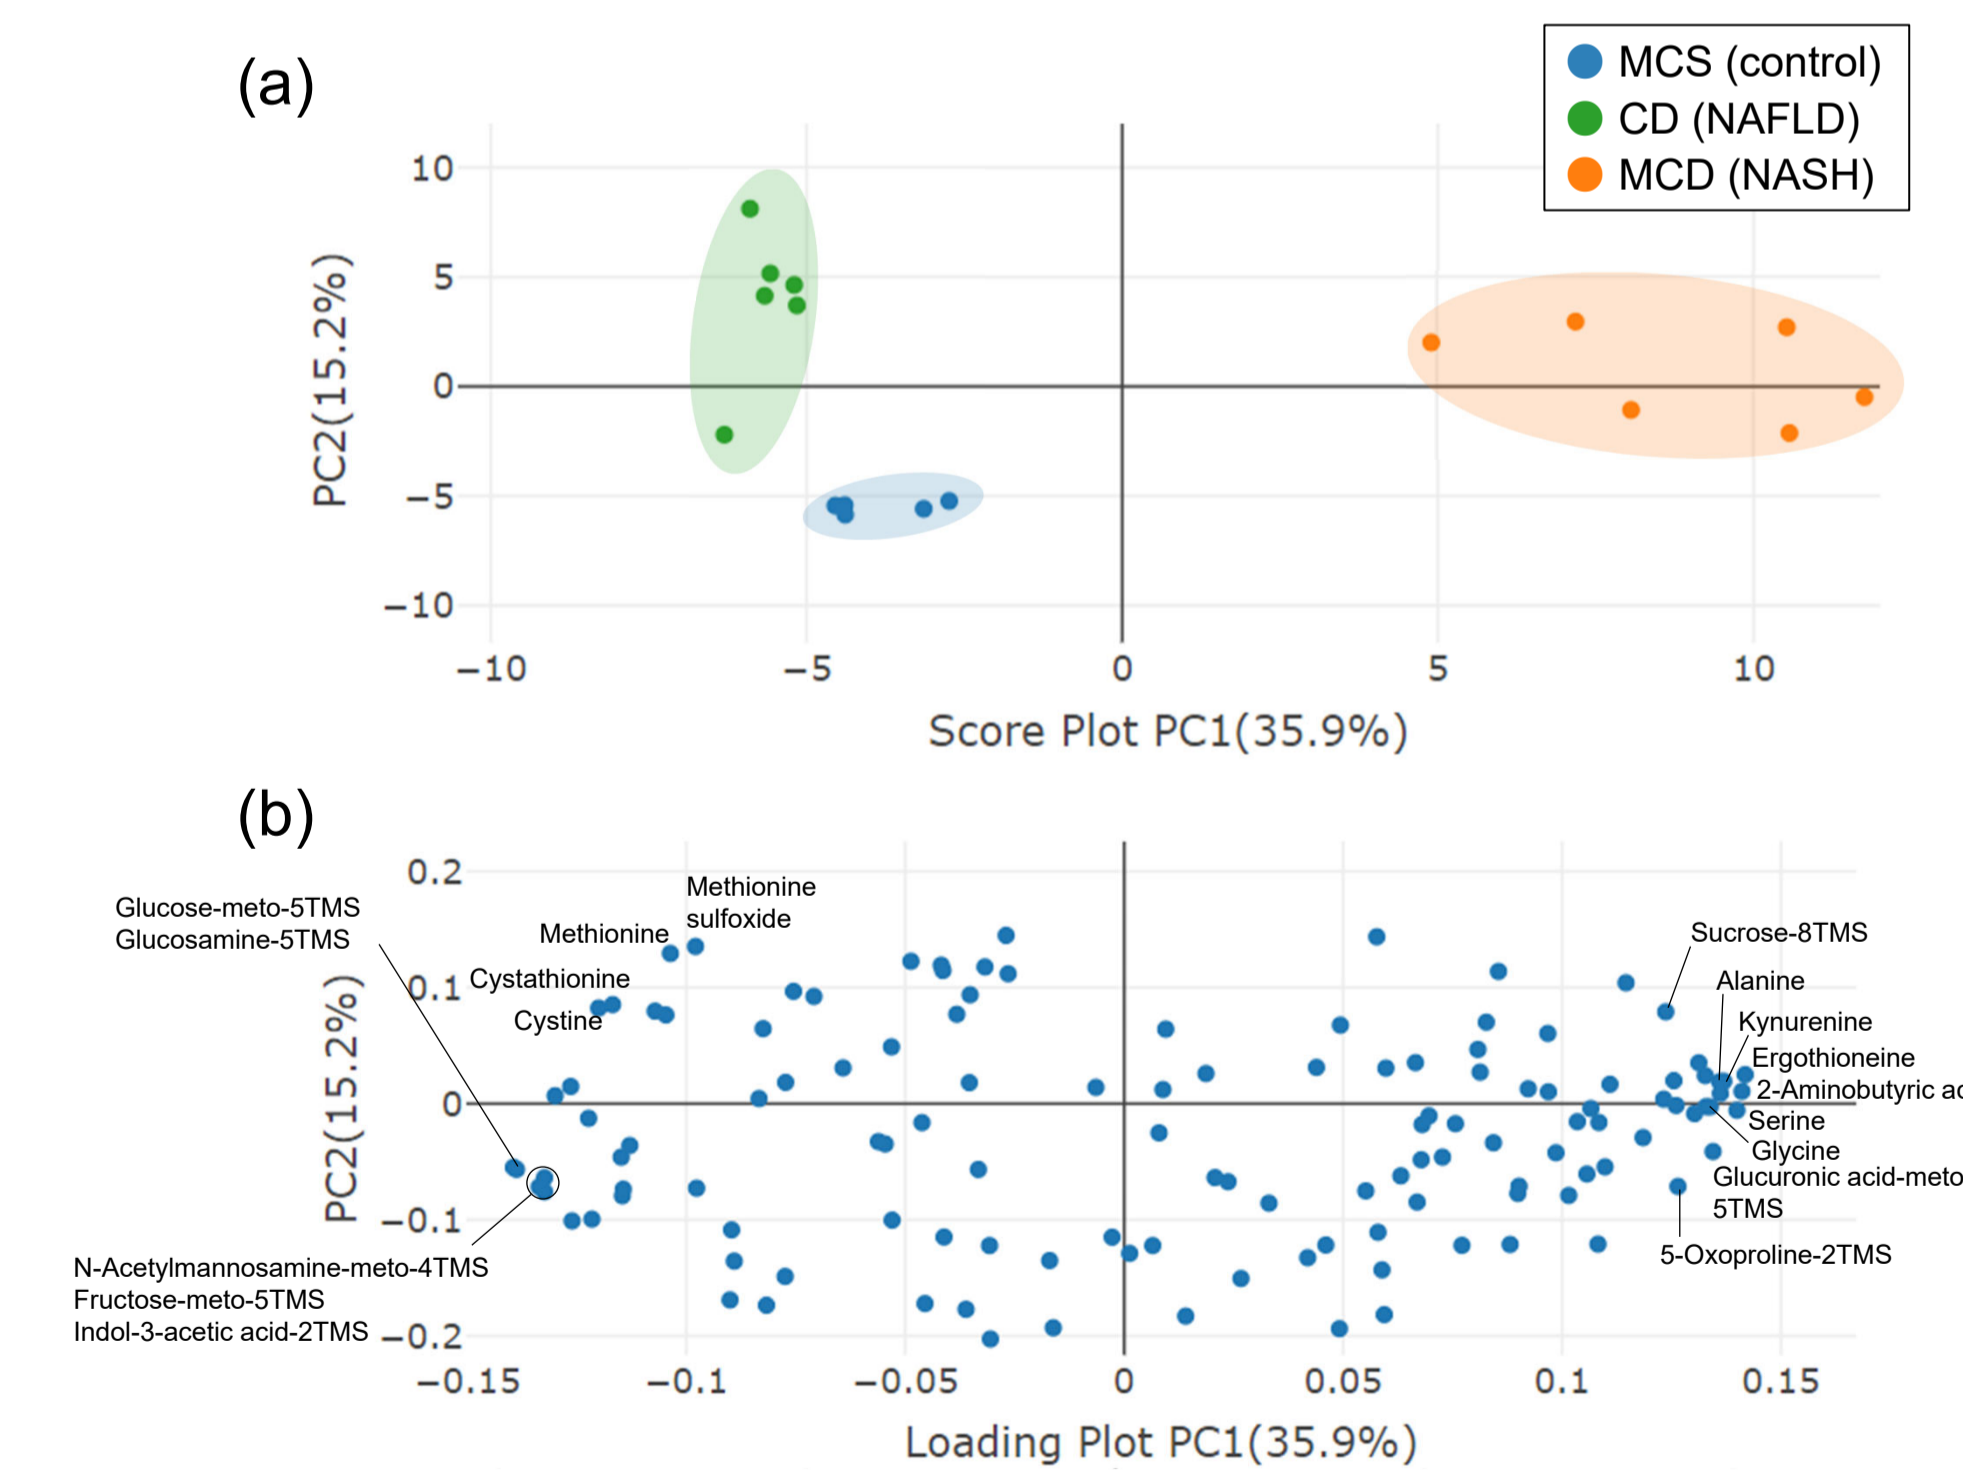 (a)
MCS (control)
CD (NAFLD)
MCD (NASH)
10
5
0
−5
−10
PC2(15.2%)
−10
−5
0
5
10
Score Plot PC1(35.9%)
(b)
Glucose-meto-5TMS
Glucosamine-5TMS
Methionine
sulfoxide
Methionine
Cystathionine
Cystine
Sucrose-8TMS
Alanine
Kynurenine
Ergothioneine
2-Aminobutyric ac
Serine
Glycine
Glucuronic acid-meto
5TMS
5-Oxoproline-2TMS
N-Acetylmannosamine-meto-4TMS
Fructose-meto-5TMS
Indol-3-acetic acid-2TMS
0.2
0.1
0
−0.1
−0.2
PC2(15.2%)
−0.15
−0.1
−0.05
0
0.05
0.1
0.15
Loading Plot PC1(35.9%)